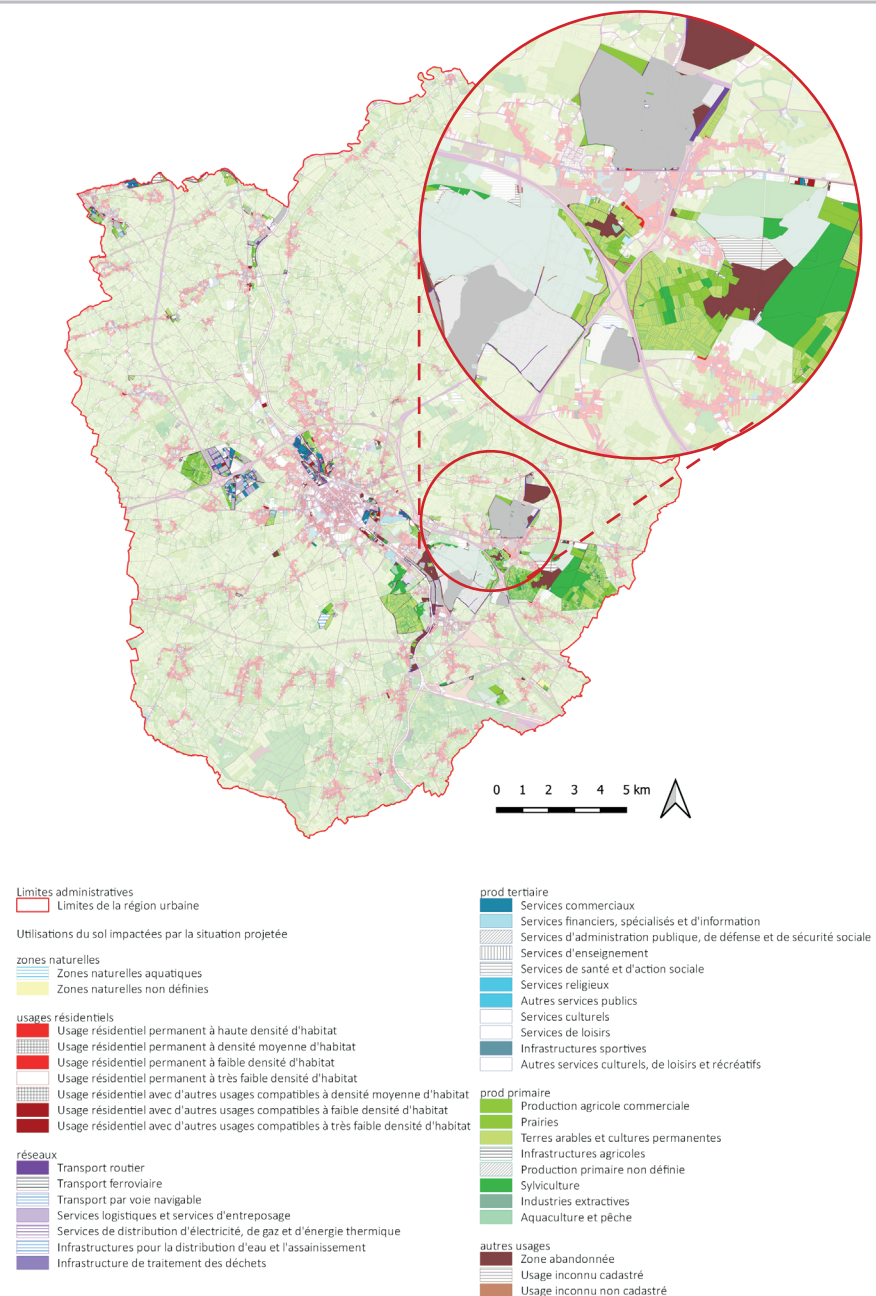 0 1 2 3 4 5 km
Limites administratives
Limites de la région urbaine
Utilisations du sol impactées par la situation projetée
zones naturelles
Zones naturelles aquatiques
Zones naturelles non définies
usages résidentiels
Usage résidentiel permanent à haute densité d'habitat
Usage résidentiel permanent à densité moyenne d'habitat
Usage résidentiel permanent à faible densité d'habitat
Usage résidentiel permanent à très faible densité d'habitat
Usage résidentiel avec d'autres usages compatibles à densité moyenne d'habitat
Usage résidentiel avec d'autres usages compatibles à faible densité d'habitat
Usage résidentiel avec d'autres usages compatibles à très faible densité d'habitat
réseaux
Transport routier
Transport ferroviaire
Transport par voie navigable
Services logistiques et services d'entreposage
Services de distribution d'électricité, de gaz et d'énergie thermique
Infrastructures pour la distribution d'eau et l'assainissement
Infrastructure de traitement des déchets
prod tertiaire
Services commerciaux
Services financiers, spécialisés et d'information
Services d'administration publique, de défense et de sécurité sociale
Services d'enseignement
Services de santé et d'action sociale
Services religieux
Autres services publics
Services culturels
Services de loisirs
Infrastructures sportives
Autres services culturels, de loisirs et récréatifs
prod primaire
Production agricole commerciale
Prairies
Terres arables et cultures permanentes
Infrastructures agricoles
Production primaire non définie
Sylviculture
Industries extractives
Aquaculture et pêche
autres usages
Zone abandonnée
Usage inconnu cadastré
Usage inconnu non cadastré